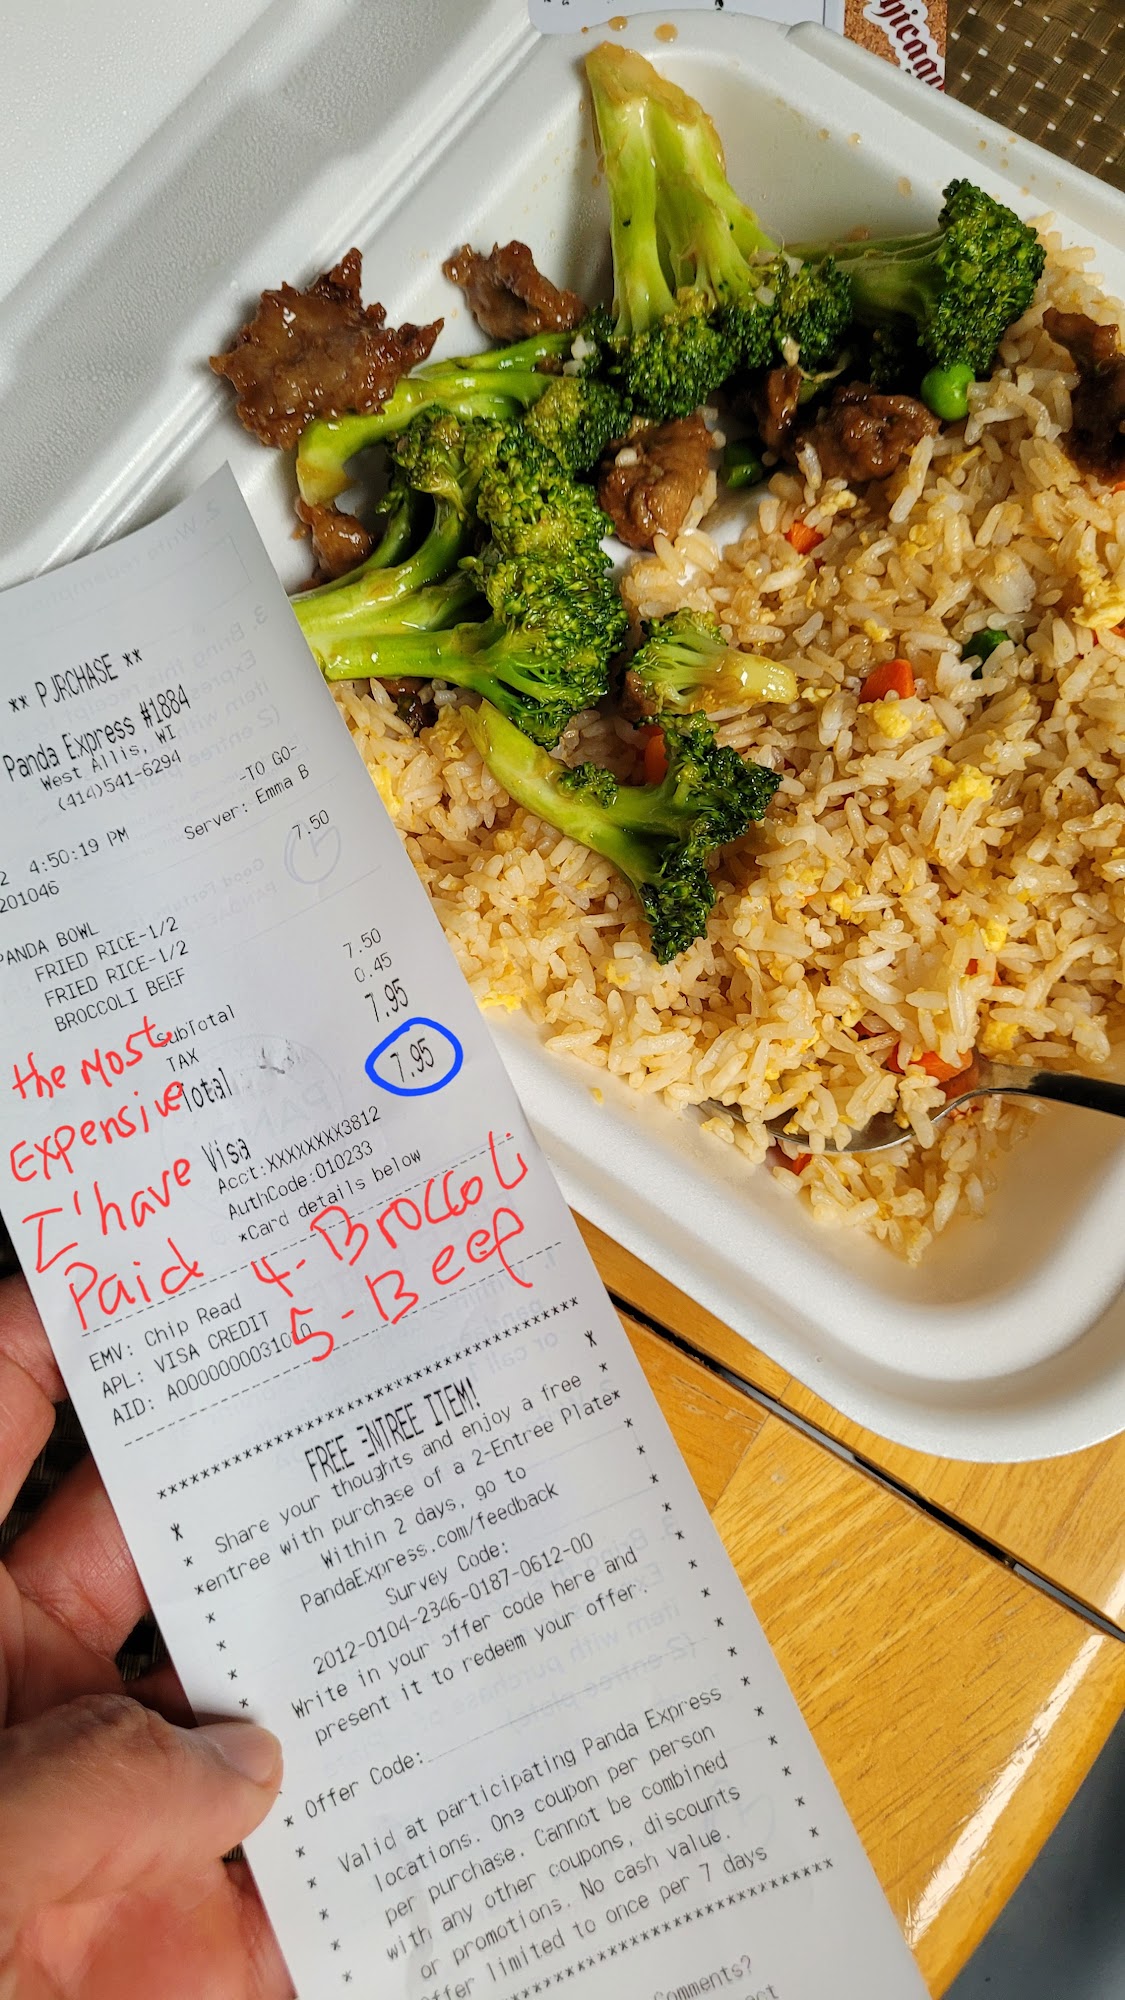 hicago
** PURCHASE **
Panda Express #1884
West Allis, WI
(414)541-6294
-TO GO-
2 4:50:19 PM
Server: Emma B
201046
PANDA BOWL 7.50
FRIED RICE-1/2
FRIED RICE-1/2
BROCCOLI BEEF
SubTotal 7.50
TAX 0.45
Total 7.95
Visa 7.95
Acct:XXXXXXXX3812
AuthCode:010233
*Card details below
the Most
Expensive
I'have
Paid 4-Broccoli
5-Beef
EMV: Chip Read
APL: VISA CREDIT
AID: A0000000031010
FREE ENTREE ITEM!
* Share your thoughts and enjoy a free
*entree with purchase of a 2-Entree Plate*
* Within 2 days, go to *
* PandaExpress.com/feedback *
* Survey Code: *
* 2012-0104-2346-0187-0612-00 *
* Write in your offer code here and *
* present it to redeem your offer. *
* Offer Code: *
* Valid at participating Panda Express *
* locations. One coupon per person *
* per purchase. Cannot be combined *
* with any other coupons, discounts *
or promotions. No cash value. *
ffer limited to once per 7 days
Comments?